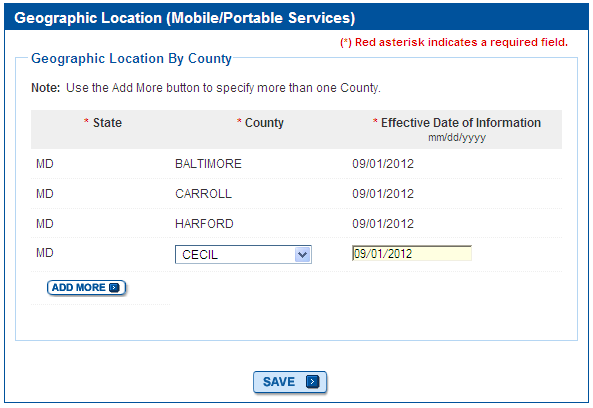 Geographic Location (Mobile/Portable Services)
(*) Red asterisk indicates a required field.
Geographic Location By County
Note: Use the Add More button to specify more than one County.
* State * County * Effective Date of Information
mm/dd/yyyy
MD BALTIMORE 09/01/2012
MD CARROLL 09/01/2012
MD HARFORD 09/01/2012
MD CECIL 09/01/2012
ADD MORE
SAVE